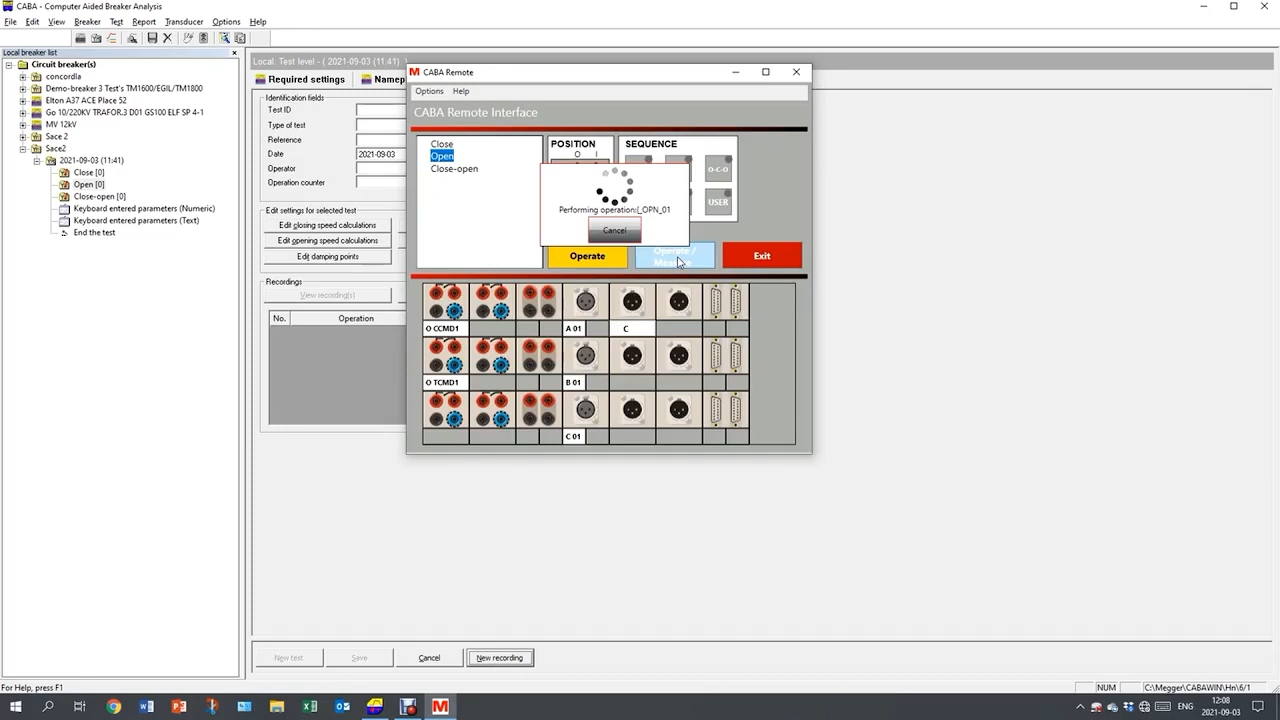 CABA - Computer Aided Breaker Analysis
File Edit View Breaker Test Report Transducer Options Help
Local breaker list
Circuit breaker(s)
concordla
Demo-breaker 3 Test's TM1600/EGIL/TM1800
Elton A37 ACE Place 52
Go 10/220KV TRAFOR.3 D01 GS100 ELF SP 4-1
MV 12kV
Sace 2
Sace2
2021-09-03 (11:41)
Close [0]
Open [0]
Close-open [0]
Keyboard entered parameters (Numeric)
Keyboard entered parameters (Text)
End the test
Local. Test level - ( 2021-09-03 (11:41)
Required settings
Identification fields
Test ID
Type of test
Reference
Date 2021-09-03
Operator
Operation counter
Edit settings for selected test
Edit closing speed calculations
Edit opening speed calculations
Edit damping points
Recordings
View recording(s)
No. Operation
CABA Remote
Options Help
CABA Remote Interface
Close
Open
Close-open
POSITION
O I
SEQUENCE
O-C-O
USER
Performing operation:(_OPN_01
Cancel
Operate
Operate /
Exit
O CCMD1 A 01 C
O TCMD1 B 01
C 01
New test Save Cancel New recording
For Help, press F1
NUM C:\Megger\CABAWIN\Hn\6/1
ENG
12:08
2021-09-03